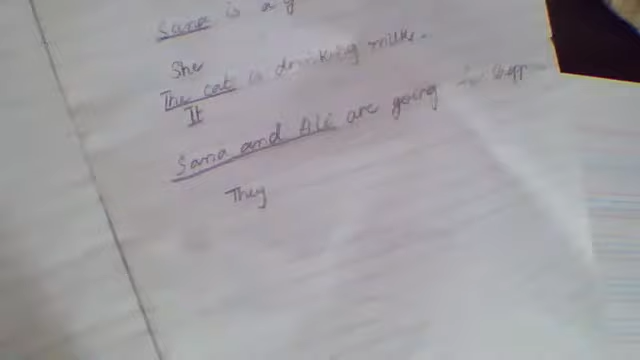 Sana is a
She
The cat is drinking milk.
It
Sana and Ali are going
They